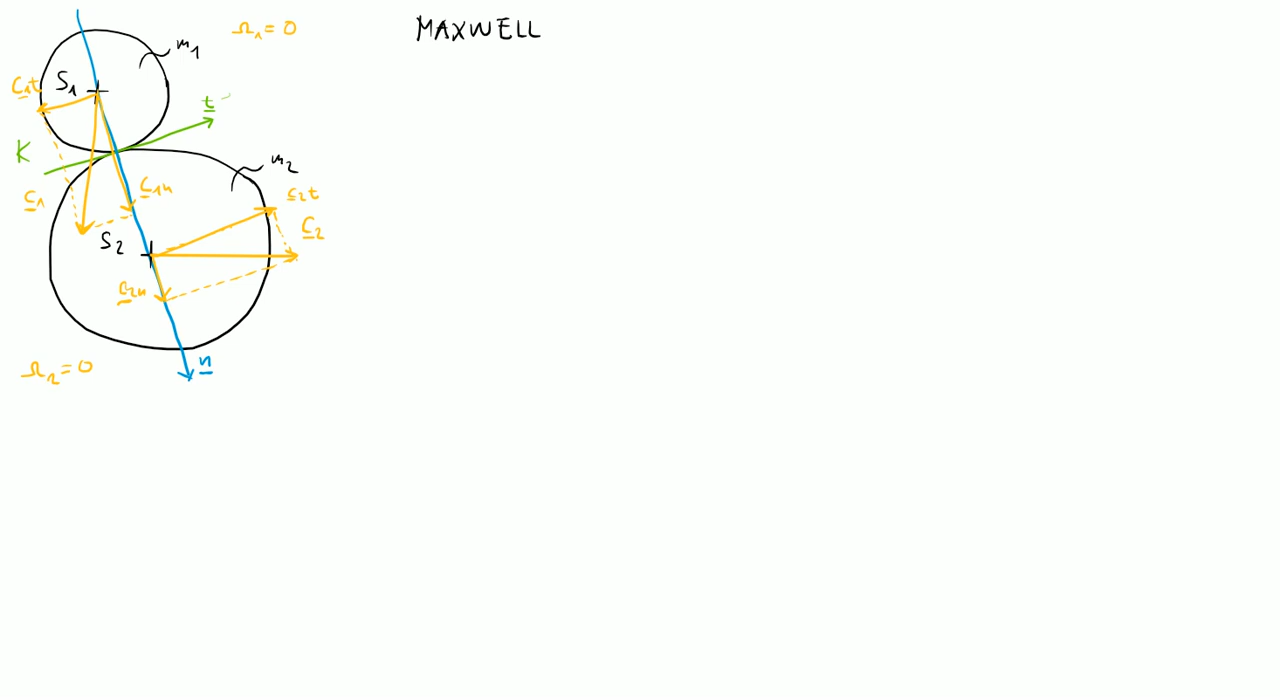 Ω₁ = 0
MAXWELL
m₁
S₁
c₁t
t
K
m₂
c₁n
c₁
c₂t
c₂
S₂
c₂n
n
Ω₂ = 0